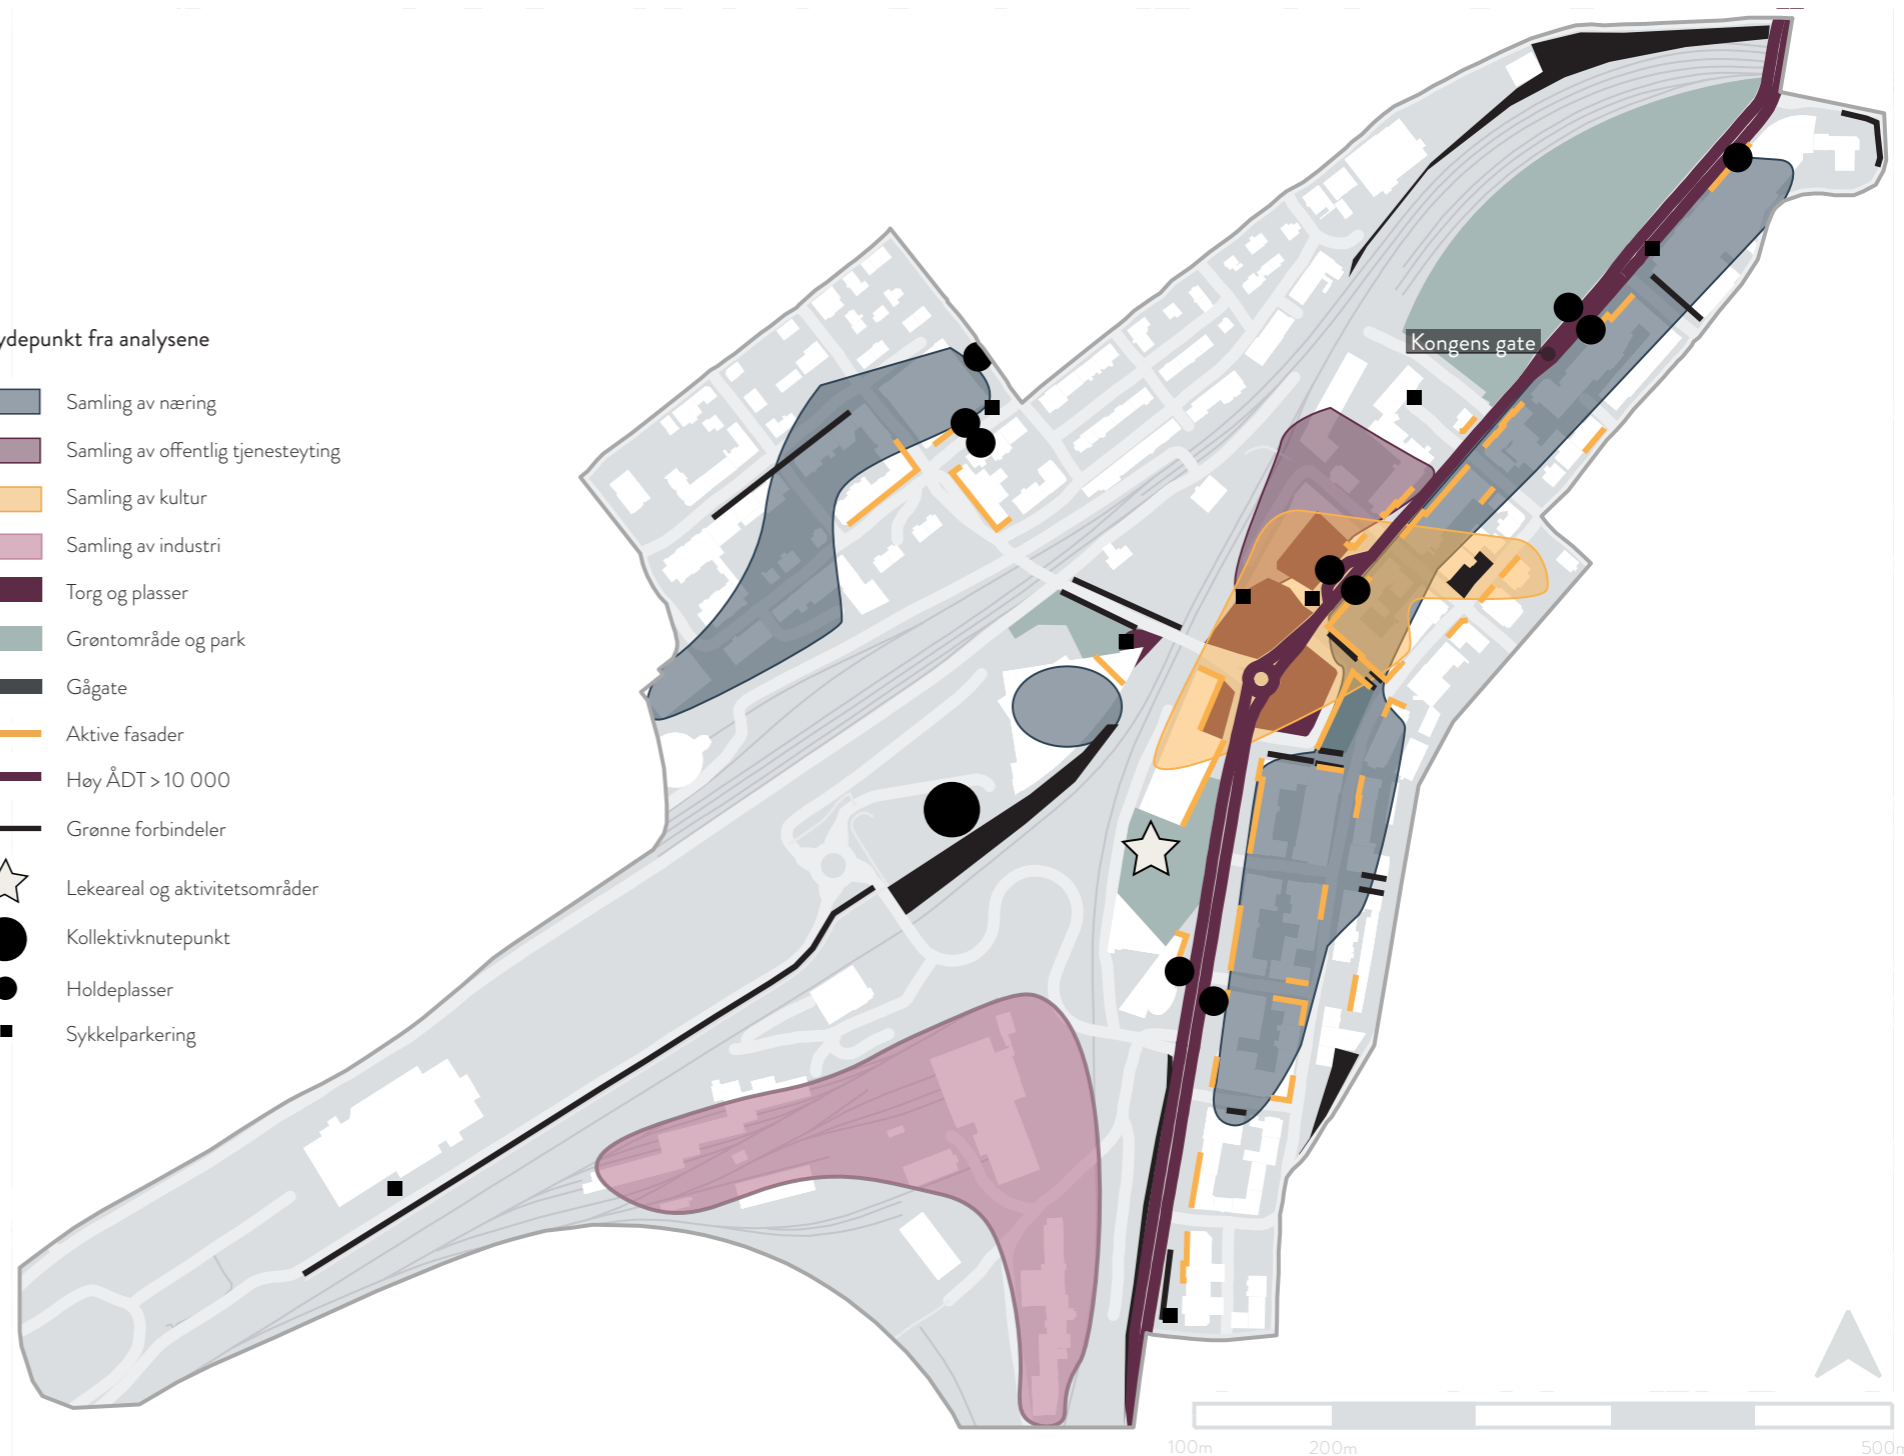 ydepunkt fra analysene
Samling av næring
Samling av offentlig tjenesteyting
Samling av kultur
Samling av industri
Torg og plasser
Grøntområde og park
Gågate
Aktive fasader
Høy ÅDT > 10 000
Grønne forbindeler
Lekeareal og aktivitetsområder
Kollektivknutepunkt
Holdeplasser
Sykkelparkering
Kongens gate
100m
200m
500m